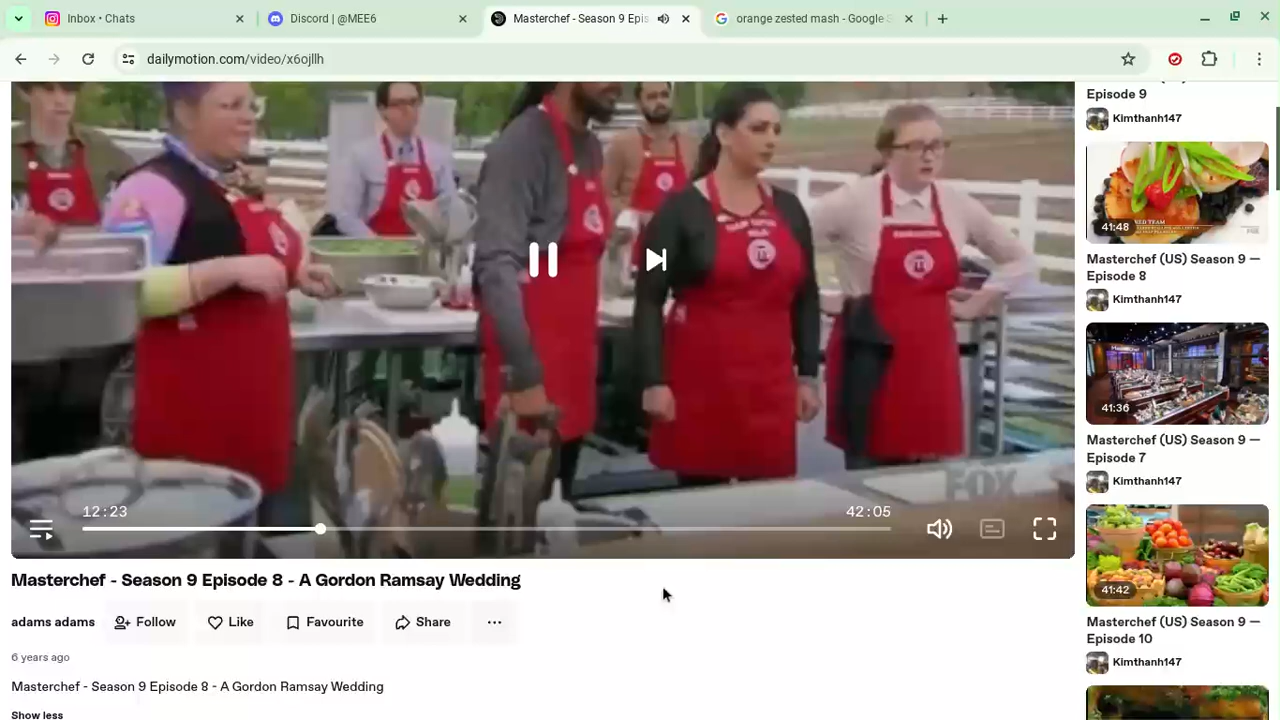 Inbox • Chats
Discord | @MEE6
Masterchef - Season 9 Epis
orange zested mash - Google S
dailymotion.com/video/x6ojllh
Episode 9
Kimthanh147
41:48
Masterchef (US) Season 9 —
Episode 8
Kimthanh147
41:36
Masterchef (US) Season 9 —
Episode 7
Kimthanh147
41:42
Masterchef (US) Season 9 —
Episode 10
Kimthanh147
FOX
12:23
42:05
Masterchef - Season 9 Episode 8 - A Gordon Ramsay Wedding
adams adams
Follow
Like
Favourite
Share
6 years ago
Masterchef - Season 9 Episode 8 - A Gordon Ramsay Wedding
Show less